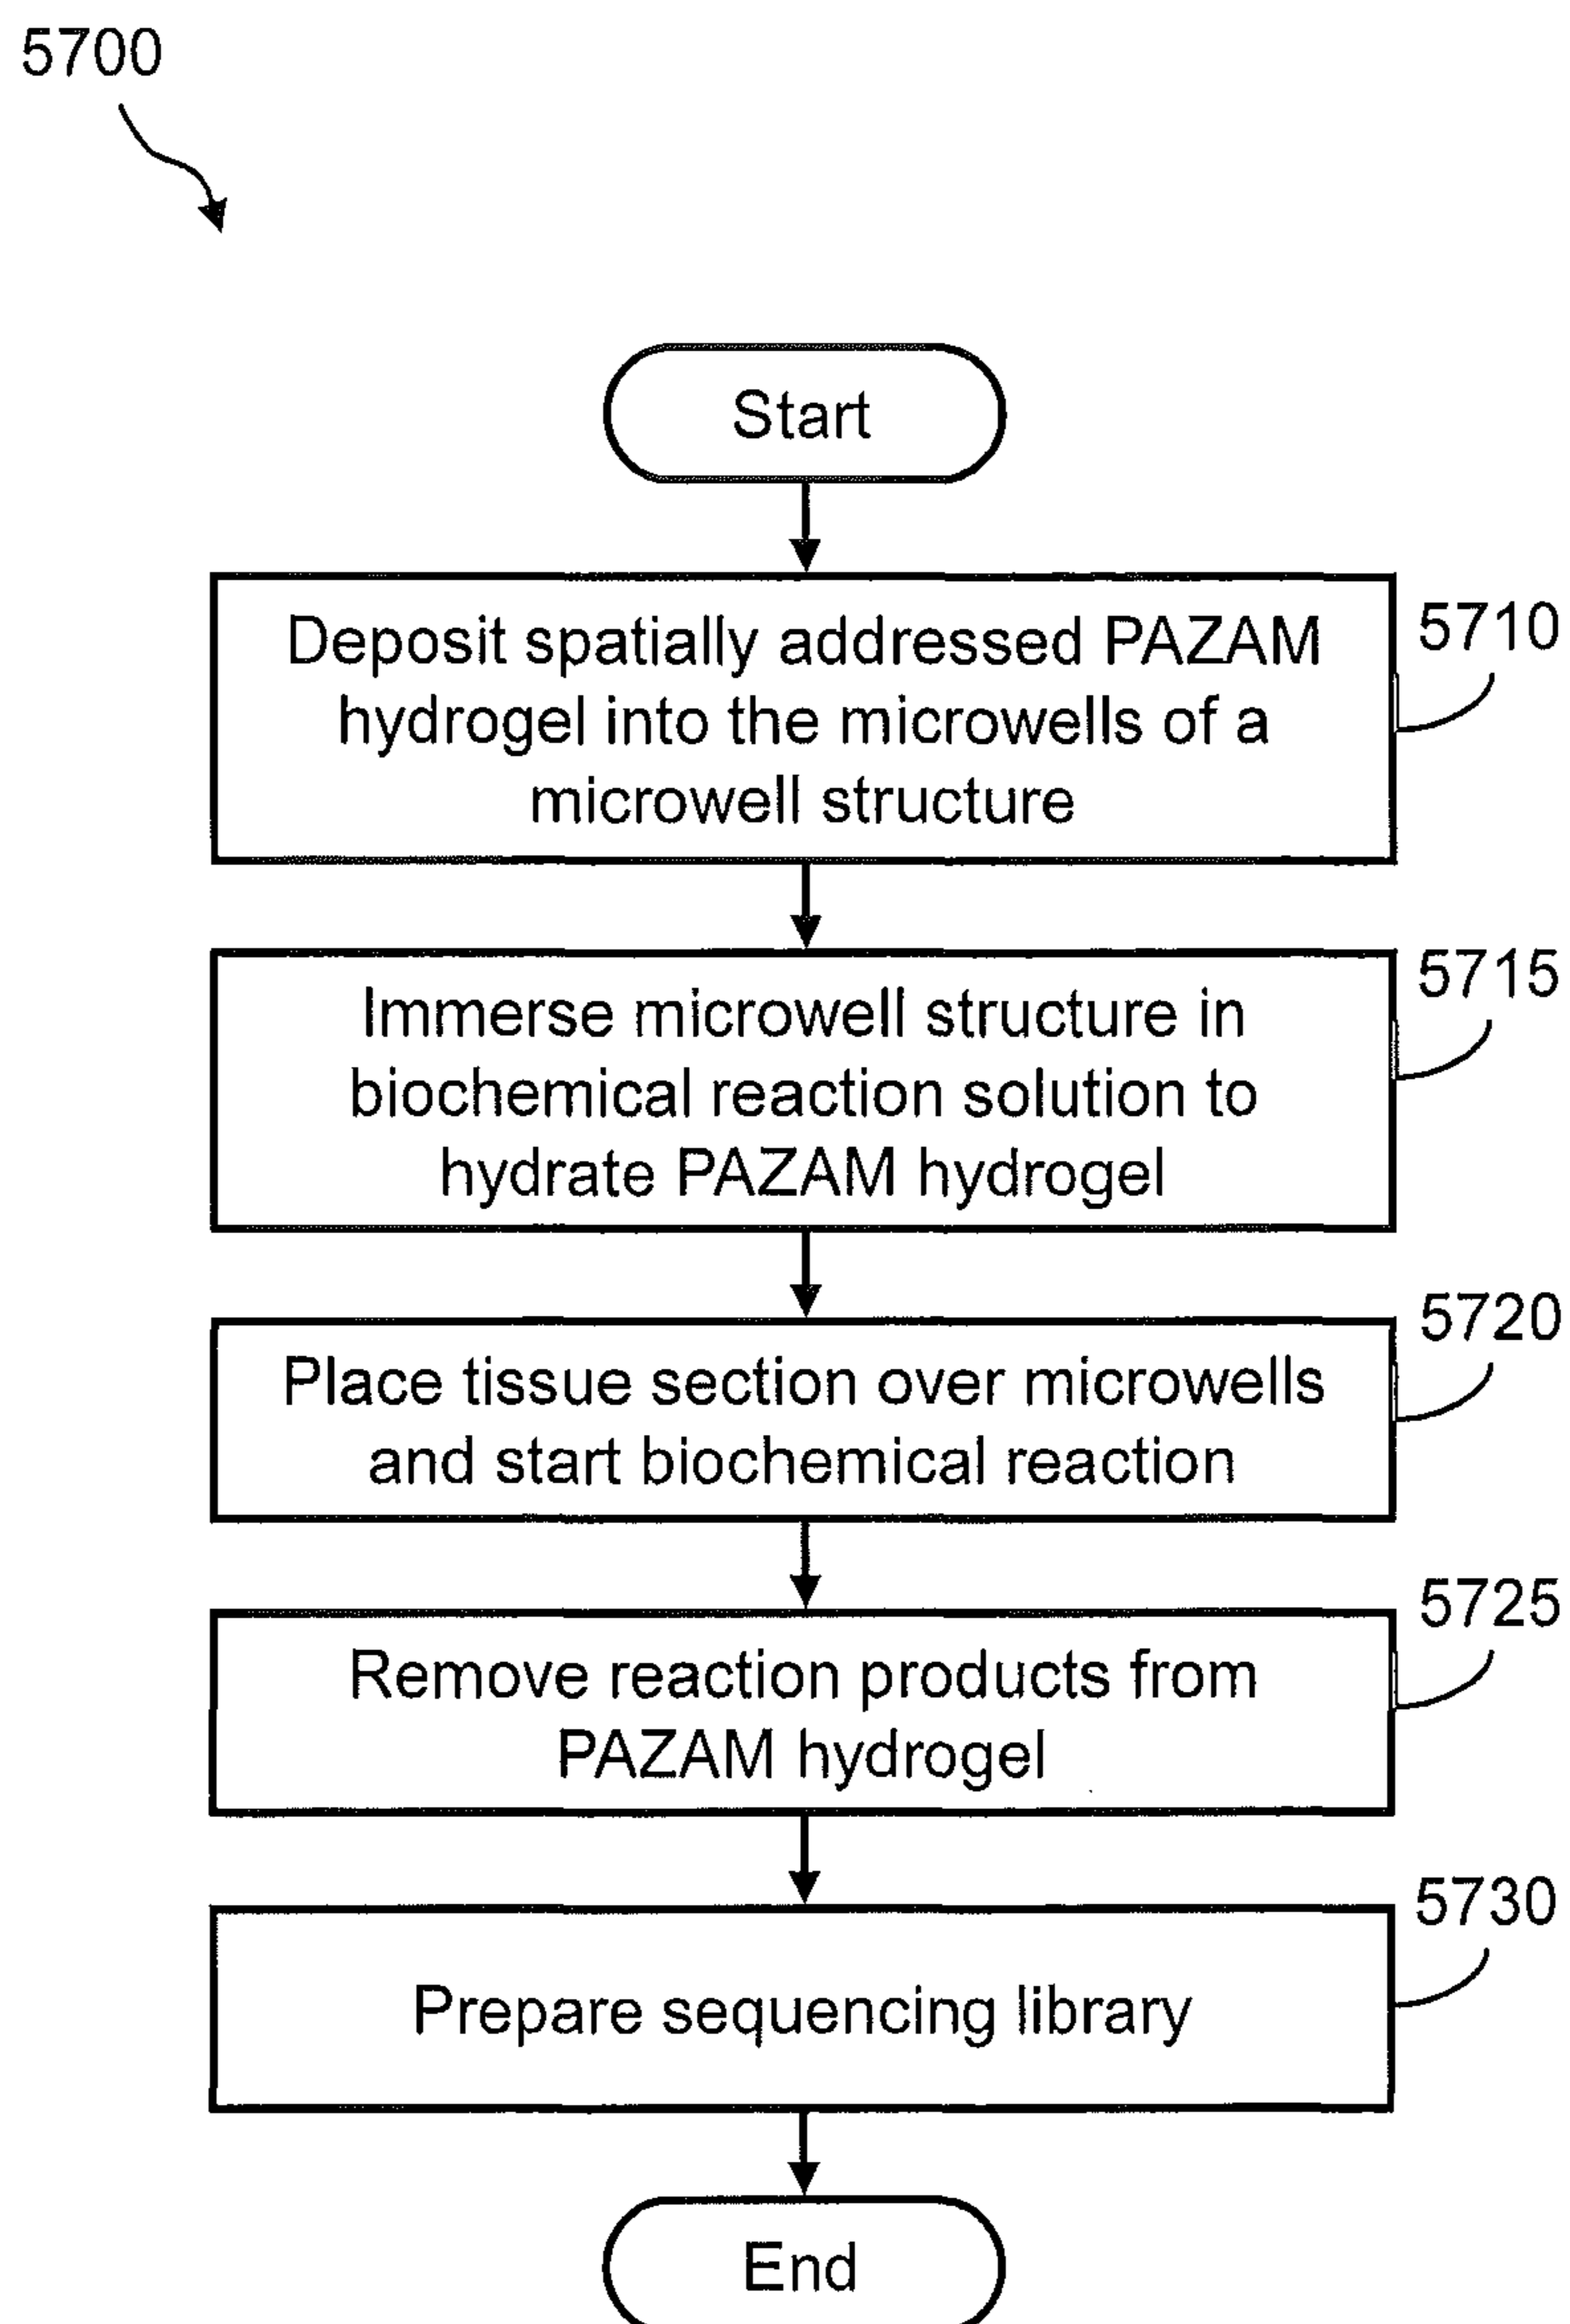 5700
Start
Deposit spatially addressed PAZAM
hydrogel into the microwells of a
microwell structure
5710
Immerse microwell structure in
biochemical reaction solution to
hydrate PAZAM hydrogel
5715
Place tissue section over microwells
and start biochemical reaction
5720
Remove reaction products from
PAZAM hydrogel
5725
Prepare sequencing library
5730
End